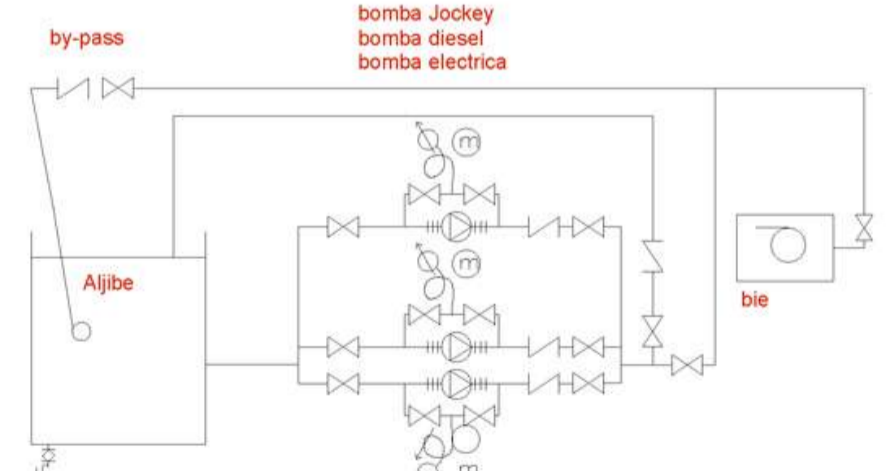 bomba Jockey
bomba diesel
bomba electrica
by-pass
m
m
Aljibe
bie
m